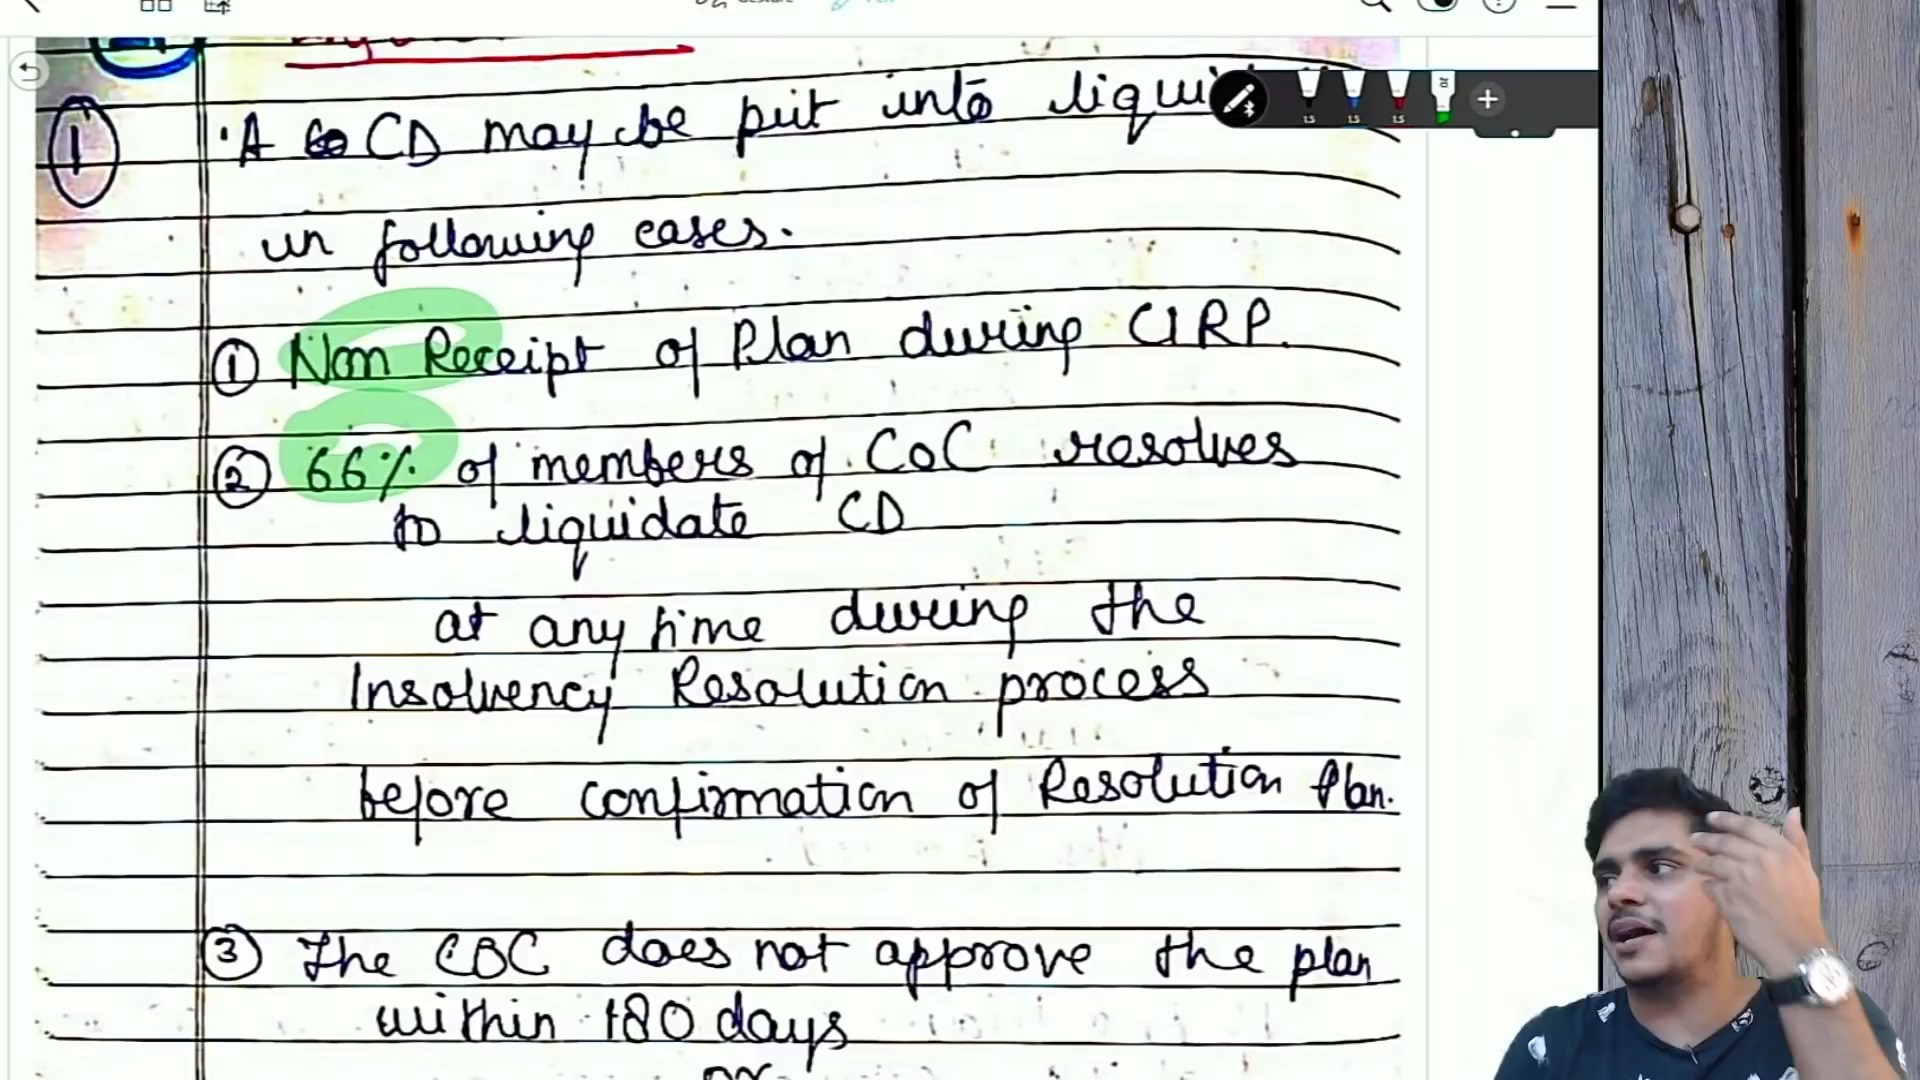 1 · A CD may be put into liqui
in following cases.
① Non Receipt of Plan during CIRP.
② 66% of members of CoC resolves
to liquidate CD
at any time during the
Insolvency Resolution process
before confirmation of Resolution Plan.
③ The COC does not approve the plan
within 180 days
or